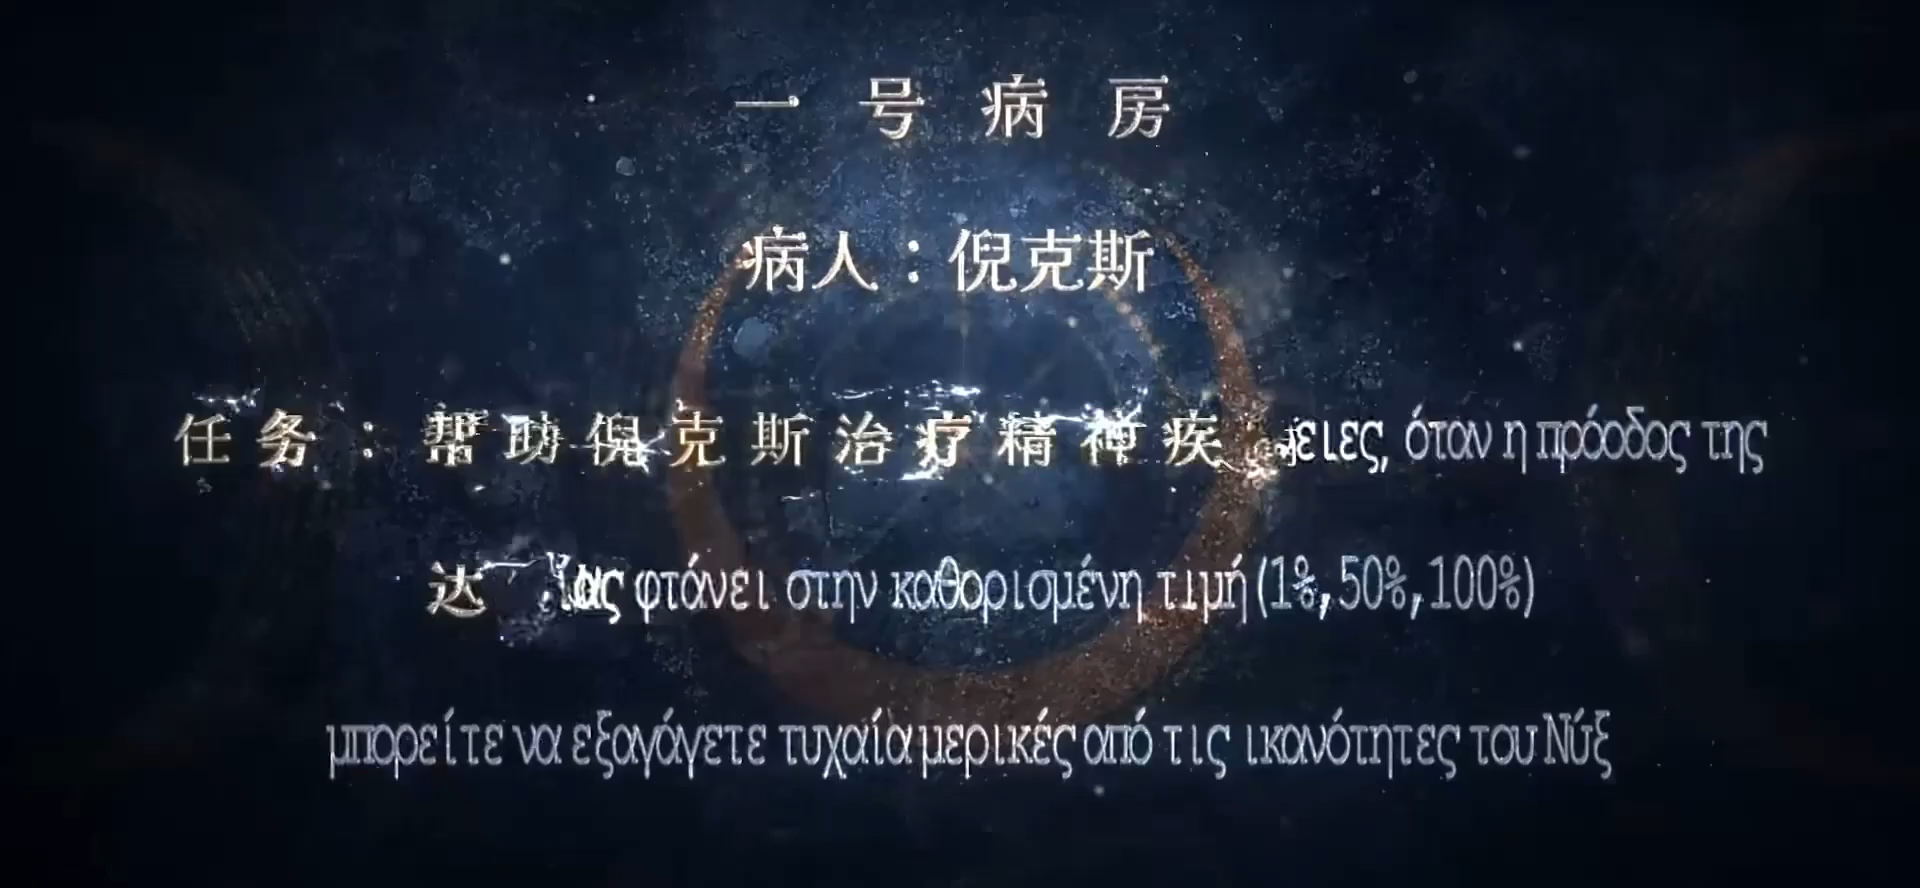 一号病房
病人：倪克斯
任务：帮助倪克斯治疗精神疾 ειες, όταν η πρόοδος της
达 ίας φτάνει στην καθορισμένη τιμή (1%, 50%, 100%)
μπορείτε να εξαγάγετε τυχαία μερικές από τις ικανότητες του Νύξ